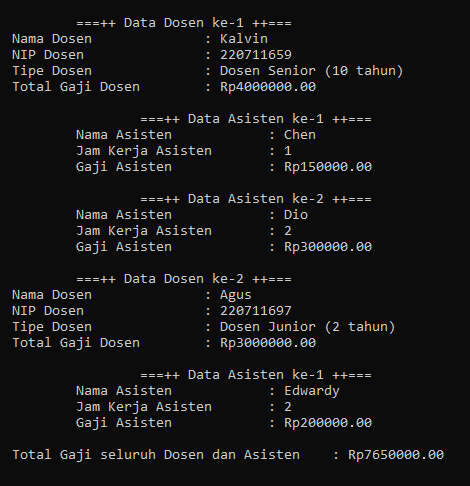 ===++ Data Dosen ke-1 ++===
Nama Dosen : Kalvin
NIP Dosen : 220711659
Tipe Dosen : Dosen Senior (10 tahun)
Total Gaji Dosen : Rp4000000.00
===++ Data Asisten ke-1 ++===
Nama Asisten : Chen
Jam Kerja Asisten : 1
Gaji Asisten : Rp150000.00
===++ Data Asisten ke-2 ++===
Nama Asisten : Dio
Jam Kerja Asisten : 2
Gaji Asisten : Rp300000.00
===++ Data Dosen ke-2 ++===
Nama Dosen : Agus
NIP Dosen : 220711697
Tipe Dosen : Dosen Junior (2 tahun)
Total Gaji Dosen : Rp3000000.00
===++ Data Asisten ke-1 ++===
Nama Asisten : Edwardy
Jam Kerja Asisten : 2
Gaji Asisten : Rp200000.00
Total Gaji seluruh Dosen dan Asisten : Rp7650000.00